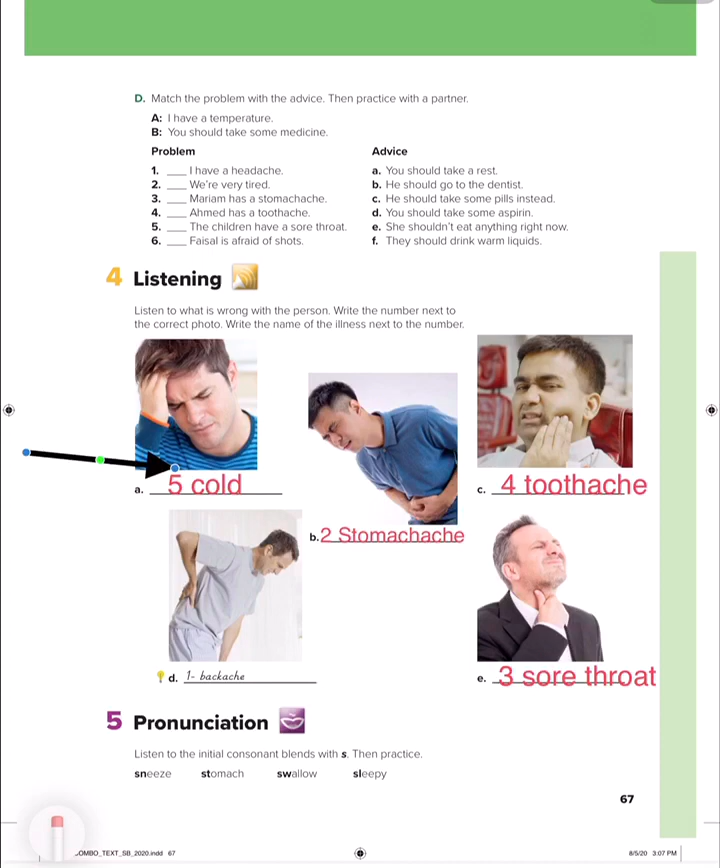 D. Match the problem with the advice. Then practice with a partner.
A: I have a temperature.
B: You should take some medicine.
Problem
1. ____ I have a headache.
2. ____ We're very tired.
3. ____ Mariam has a stomachache.
4. ____ Ahmed has a toothache.
5. ____ The children have a sore throat.
6. ____ Faisal is afraid of shots.
Advice
a. You should take a rest.
b. He should go to the dentist.
c. He should take some pills instead.
d. You should take some aspirin.
e. She shouldn't eat anything right now.
f. They should drink warm liquids.
4 Listening
Listen to what is wrong with the person. Write the number next to
the correct photo. Write the name of the illness next to the number.
a. 5 cold
b. 2 Stomachache
c. 4 toothache
d. 1- backache
e. 3 sore throat
5 Pronunciation
Listen to the initial consonant blends with s. Then practice.
sneeze stomach swallow sleepy
67
COMBO_TEXT_SB_2020.indd 67
8/5/20 3:07 PM